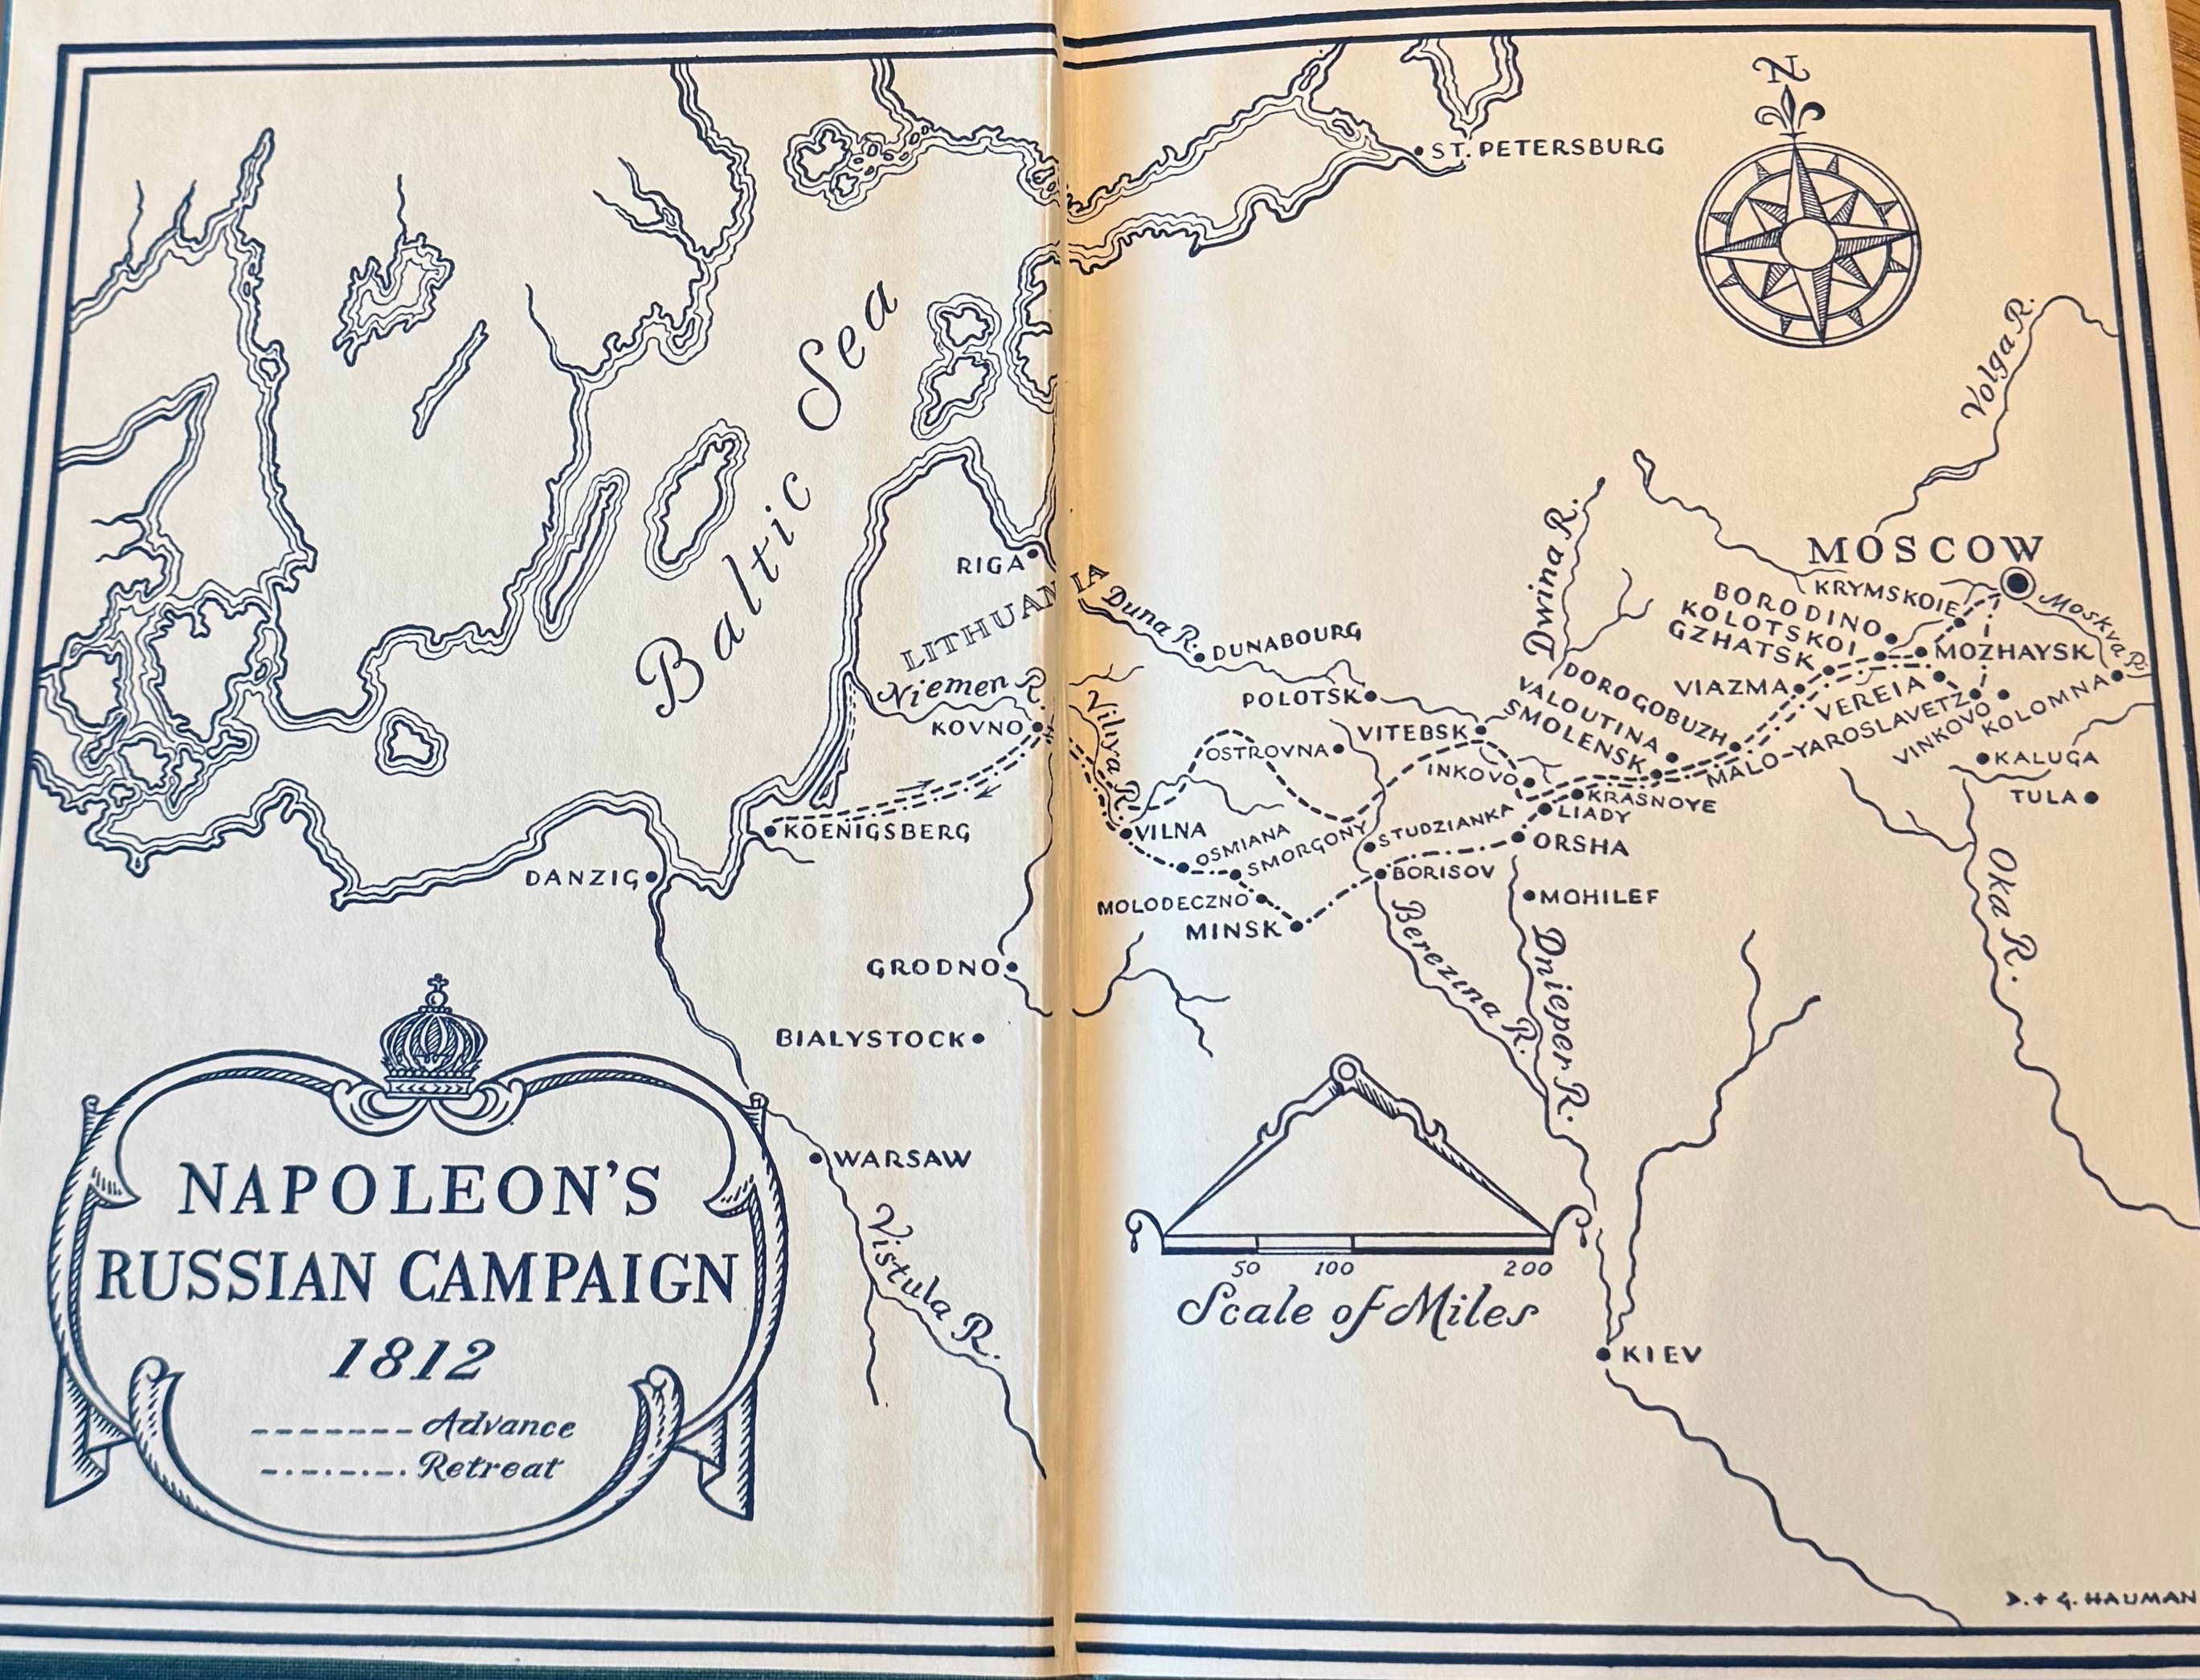 N
ST. PETERSBURG
Baltic Sea
Volga R.
Dwina R.
MOSCOW
KRYMSKOIE
Moskva R.
BORODINO
KOLOTSKOI
GZHATSK
MOZHAYSK
RIGA
LITHUANIA
Duna R.
DUNABOURG
Niemen R.
KOVNO
Viliya R.
POLOTSK
DOROGOBUZH
VALOUTINA
SMOLENSK
VIAZMA
VEREIA
MALO-YAROSLAVETZ
VINKOVO
KOLOMNA
VITEBSK
OSTROVNA
INKOVO
KALUGA
TULA
KRASNOYE
LIADY
KOENIGSBERG
VILNA
OSMIANA
SMORGONY
STUDZIANKA
ORSHA
DANZIG
BORISOV
MOLODECZNO
MINSK
MOHILEF
Oka R.
Berezina R.
Dnieper R.
GRODNO
BIALYSTOCK
WARSAW
Vistula R.
NAPOLEON'S
RUSSIAN CAMPAIGN
1812
Advance
Retreat
50 100 200
Scale of Miles
KIEV
D. + G. HAUMAN